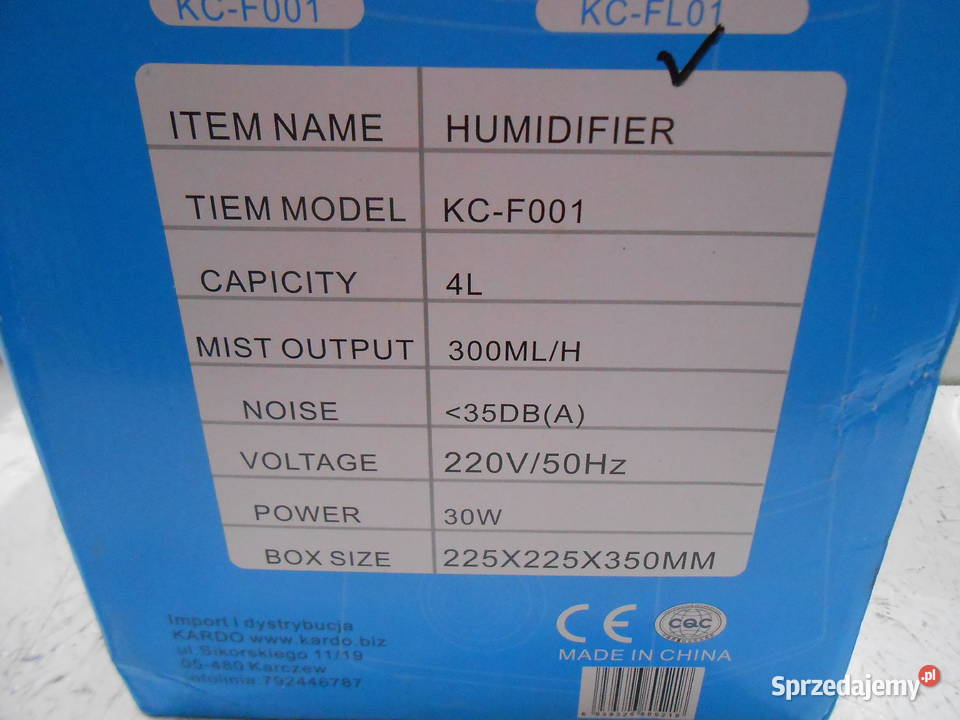 KC-F001 KC-FL01
ITEM NAME HUMIDIFIER
TIEM MODEL KC-F001
CAPICITY 4L
MIST OUTPUT 300ML/H
NOISE <35DB(A)
VOLTAGE 220V/50Hz
POWER 30W
BOX SIZE 225X225X350MM
Import i dystrybucja
KARDO www.kardo.biz
ul.Sikorskiego 11/19
05-480 Karczew
Infolinia:792446787
CE CQC
MADE IN CHINA
Sprzedajemy.pl